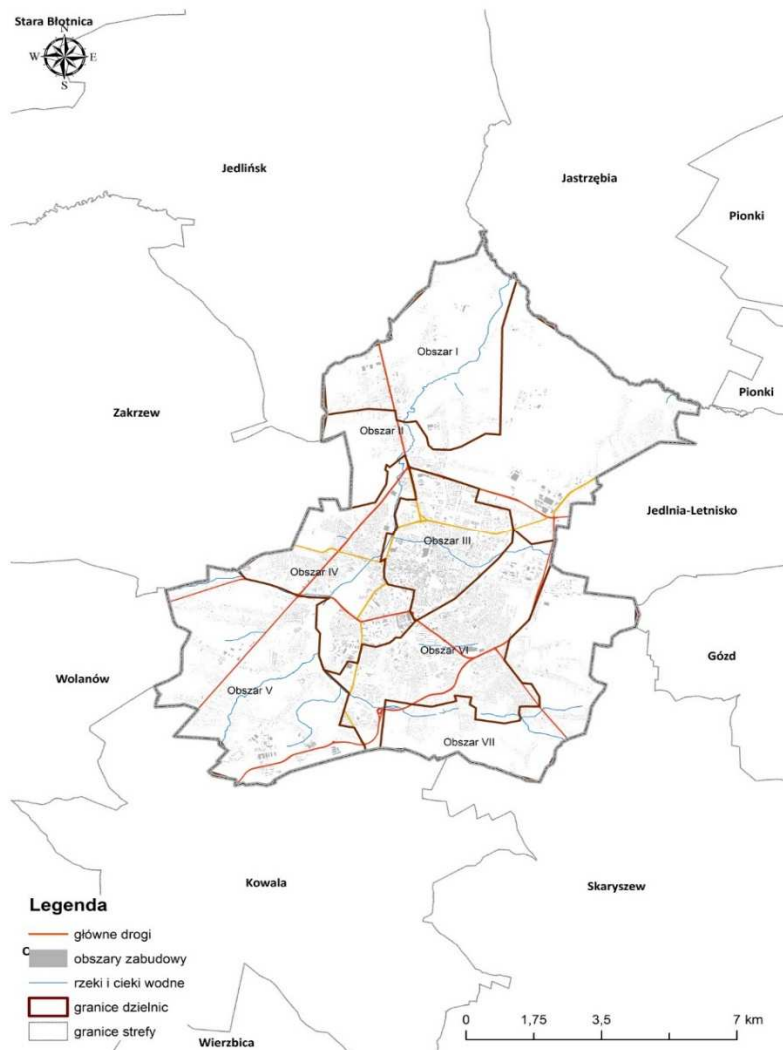 Stara Błotnica
N
W E
S
Jedlińsk
Jastrzębia
Pionki
Obszar I
Pionki
Zakrzew
Obszar II
Jedlnia-Letnisko
Obszar III
Obszar IV
Obszar VI
Gózd
Wolanów
Obszar V
Obszar VII
Kowala
Skaryszew
Legenda
główne drogi
obszary zabudowy
rzeki i cieki wodne
granice dzielnic
granice strefy
Wierzbica
0 1,75 3,5 7 km